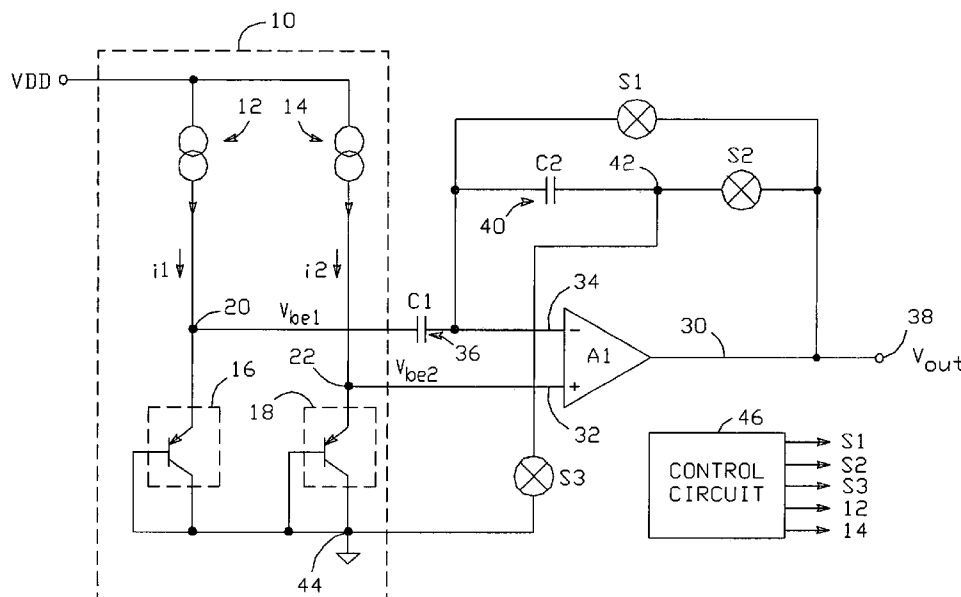 10
VDD
12
14
S1
C2
42
S2
40
i1
i2
20
Vbe1
C1
36
34
A1
30
38
Vout
22
Vbe2
32
16
18
S3
46
CONTROL
CIRCUIT
S1
S2
S3
12
14
44